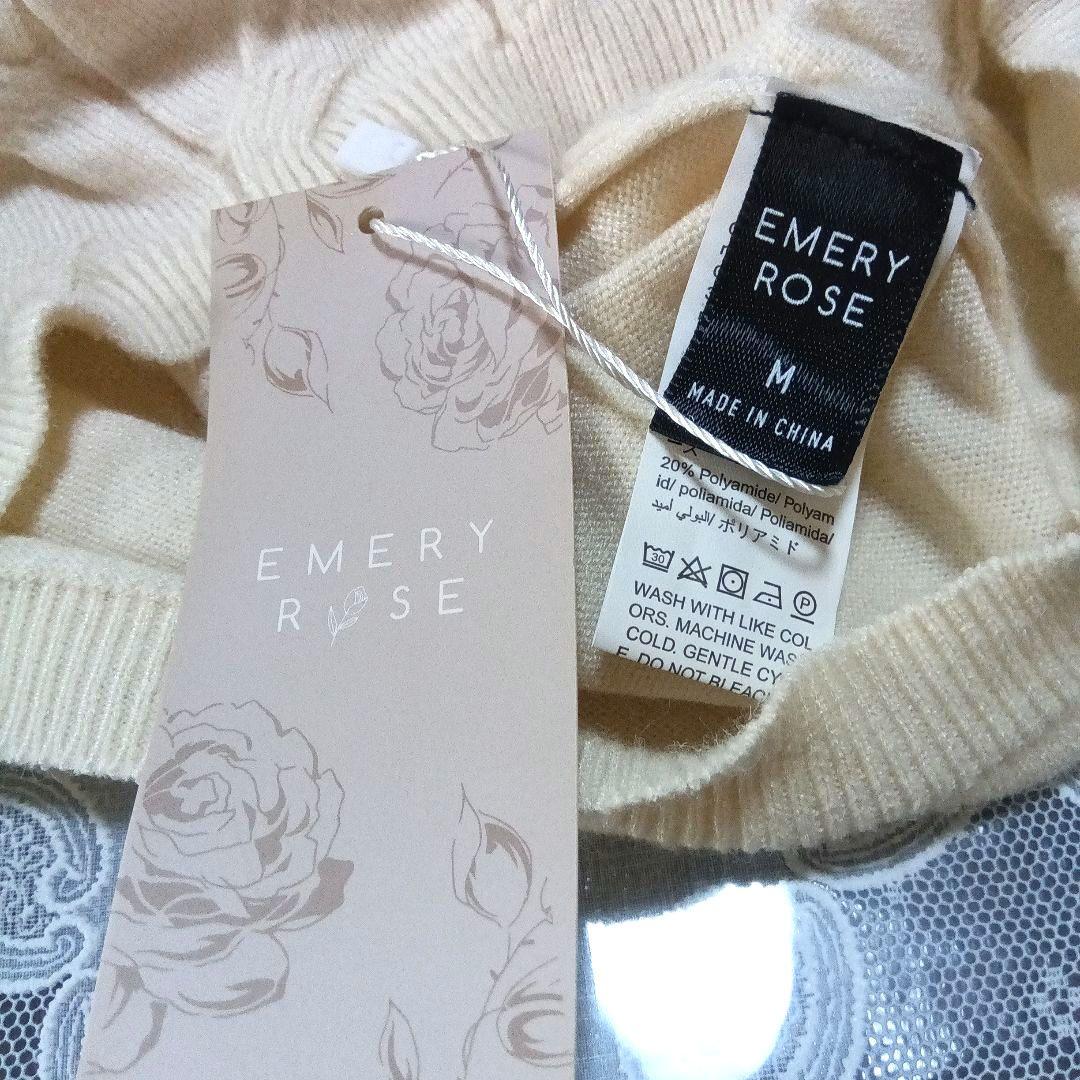 EMERY
ROSE
EMERY
ROSE
M
MADE IN CHINA
20% Polyamide/ Polyam
id/ poliamida/ Poliamida/
البولي اميد/ ポリアミド
30
P
WASH WITH LIKE COL
ORS. MACHINE WAS
COLD. GENTLE CY
E. DO NOT BLEAC